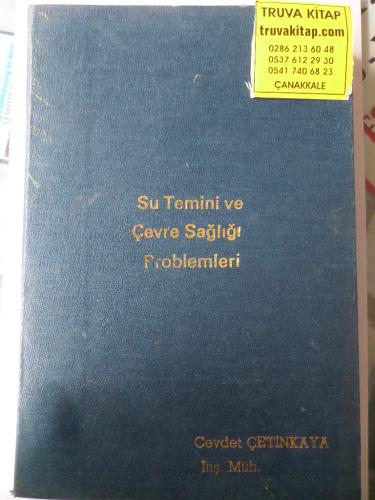 TRUVA KİTAP
truvakitap.com
0286 213 60 48
0537 612 29 30
0541 740 68 23
ÇANAKKALE
Su Temini ve
Çevre Sağlığı
Problemleri
Cevdet ÇETİNKAYA
İnş. Müh.